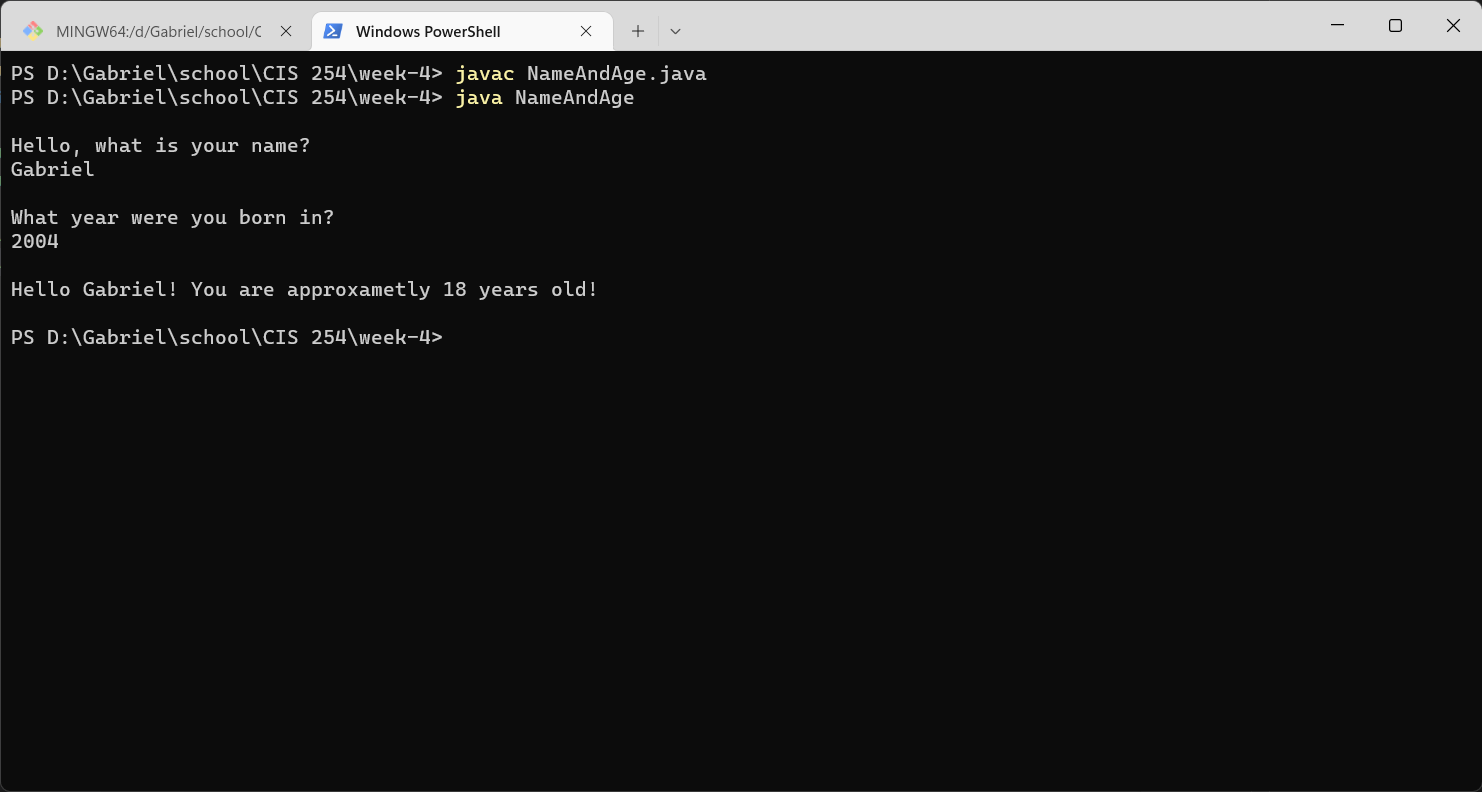 MINGW64:/d/Gabriel/school/C
Windows PowerShell
PS D:\Gabriel\school\CIS 254\week-4> javac NameAndAge.java
PS D:\Gabriel\school\CIS 254\week-4> java NameAndAge
Hello, what is your name?
Gabriel
What year were you born in?
2004
Hello Gabriel! You are approxametly 18 years old!
PS D:\Gabriel\school\CIS 254\week-4>